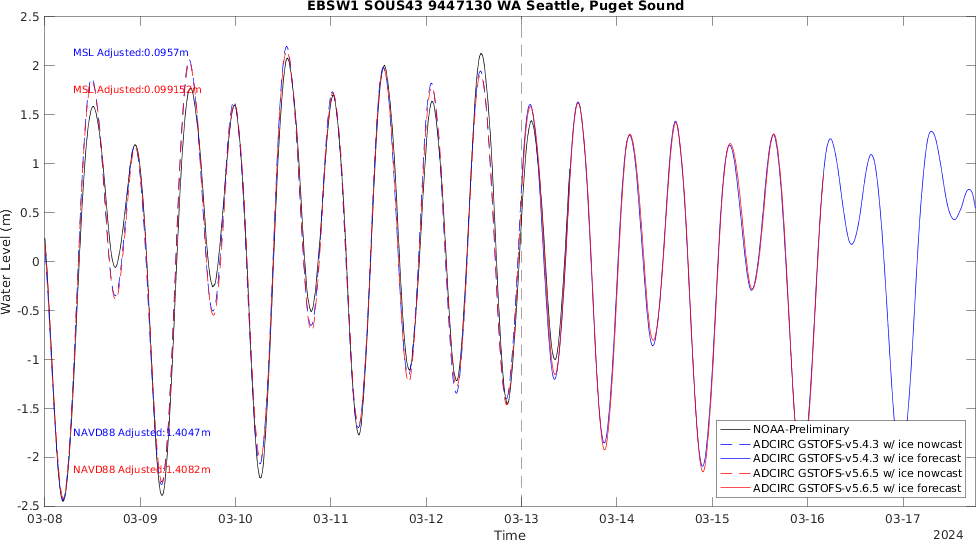 EBSW1 SOUS43 9447130 WA Seattle, Puget Sound
2.5
2
1.5
1
0.5
0
-0.5
-1
-1.5
-2
-2.5
Water Level (m)
MSL Adjusted:0.0957m
MSL Adjusted:0.099152m
NAVD88 Adjusted:1.4047m
NAVD88 Adjusted:1.4082m
NOAA-Preliminary
ADCIRC GSTOFS-v5.4.3 w/ ice nowcast
ADCIRC GSTOFS-v5.4.3 w/ ice forecast
ADCIRC GSTOFS-v5.6.5 w/ ice nowcast
ADCIRC GSTOFS-v5.6.5 w/ ice forecast
03-08 03-09 03-10 03-11 03-12 03-13 03-14 03-15 03-16 03-17
Time
2024